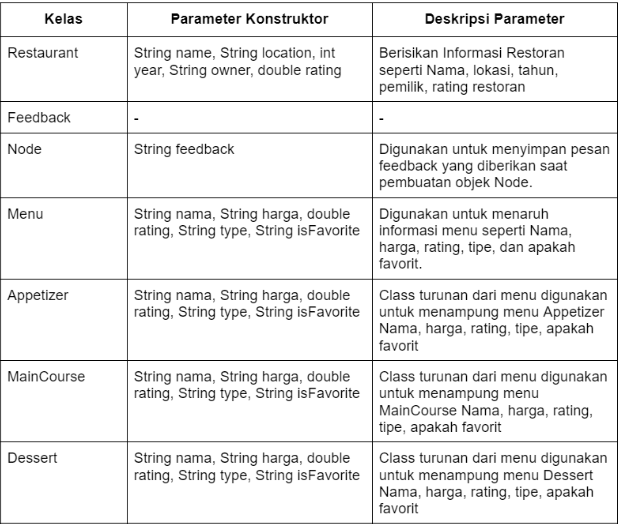 Kelas
Parameter Konstruktor
Deskripsi Parameter
Restaurant
String name, String location, int
year, String owner, double rating
Berisikan Informasi Restoran
seperti Nama, lokasi, tahun,
pemilik, rating restoran
Feedback
-
-
Node
String feedback
Digunakan untuk menyimpan pesan
feedback yang diberikan saat
pembuatan objek Node.
Menu
String nama, String harga, double
rating, String type, String isFavorite
Digunakan untuk menaruh
informasi menu seperti Nama,
harga, rating, tipe, dan apakah
favorit.
Appetizer
String nama, String harga, double
rating, String type, String isFavorite
Class turunan dari menu digunakan
untuk menampung menu Appetizer
Nama, harga, rating, tipe, apakah
favorit
MainCourse
String nama, String harga, double
rating, String type, String isFavorite
Class turunan dari menu digunakan
untuk menampung menu
MainCourse Nama, harga, rating,
tipe, apakah favorit
Dessert
String nama, String harga, double
rating, String type, String isFavorite
Class turunan dari menu digunakan
untuk menampung menu Dessert
Nama, harga, rating, tipe, apakah
favorit